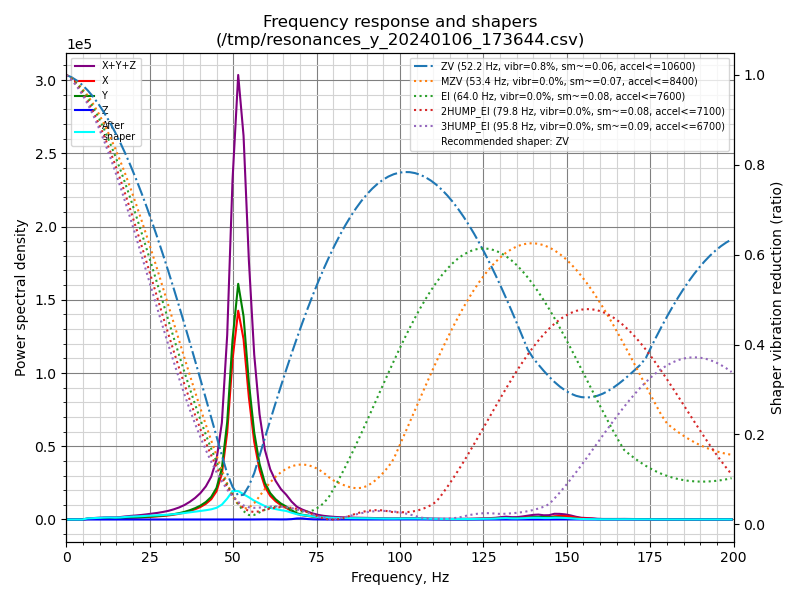 Frequency response and shapers
(/tmp/resonances_y_20240106_173644.csv)
1e5
X+Y+Z
X
Y
Z
After
shaper
ZV (52.2 Hz, vibr=0.8%, sm~=0.06, accel<=10600)
MZV (53.4 Hz, vibr=0.0%, sm~=0.07, accel<=8400)
EI (64.0 Hz, vibr=0.0%, sm~=0.08, accel<=7600)
2HUMP_EI (79.8 Hz, vibr=0.0%, sm~=0.08, accel<=7100)
3HUMP_EI (95.8 Hz, vibr=0.0%, sm~=0.09, accel<=6700)
Recommended shaper: ZV
Power spectral density
3.0
2.5
2.0
1.5
1.0
0.5
0.0
1.0
0.8
0.6
0.4
0.2
0.0
Shaper vibration reduction (ratio)
0 25 50 75 100 125 150 175 200
Frequency, Hz